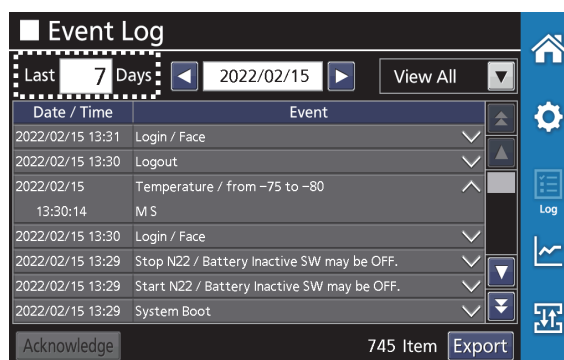 Event Log
Last 7 Days 2022/02/15 View All
Date / Time Event
2022/02/15 13:31 Login / Face
2022/02/15 13:30 Logout
2022/02/15 Temperature / from −75 to −80
13:30:14 M S
2022/02/15 13:30 Login / Face
2022/02/15 13:29 Stop N22 / Battery Inactive SW may be OFF.
2022/02/15 13:29 Start N22 / Battery Inactive SW may be OFF.
2022/02/15 13:29 System Boot
Acknowledge 745 Item Export
Log